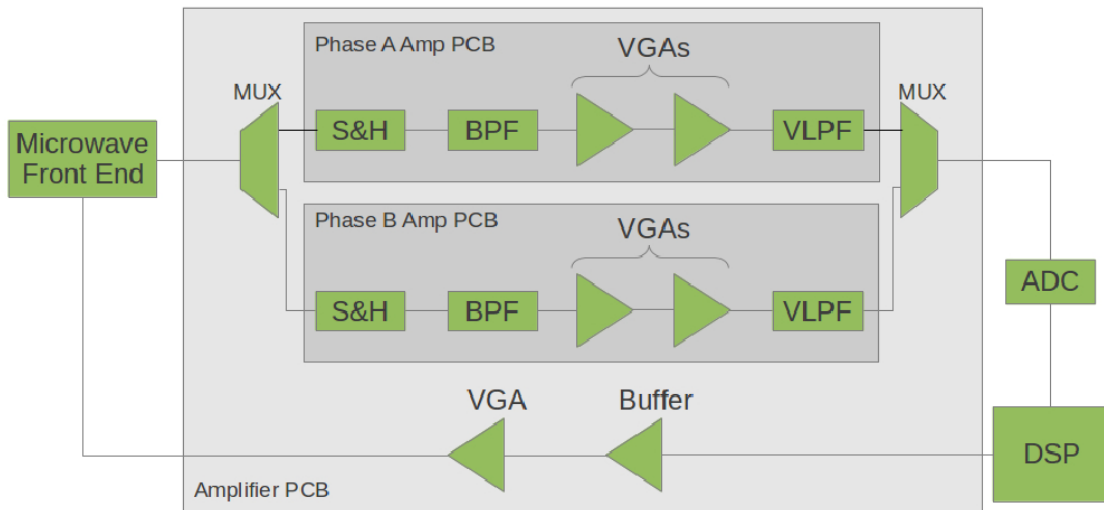 Phase A Amp PCB
VGAs
MUX
MUX
S&H
BPF
VLPF
Microwave
Front End
Phase B Amp PCB
VGAs
S&H
BPF
VLPF
ADC
VGA
Buffer
DSP
Amplifier PCB